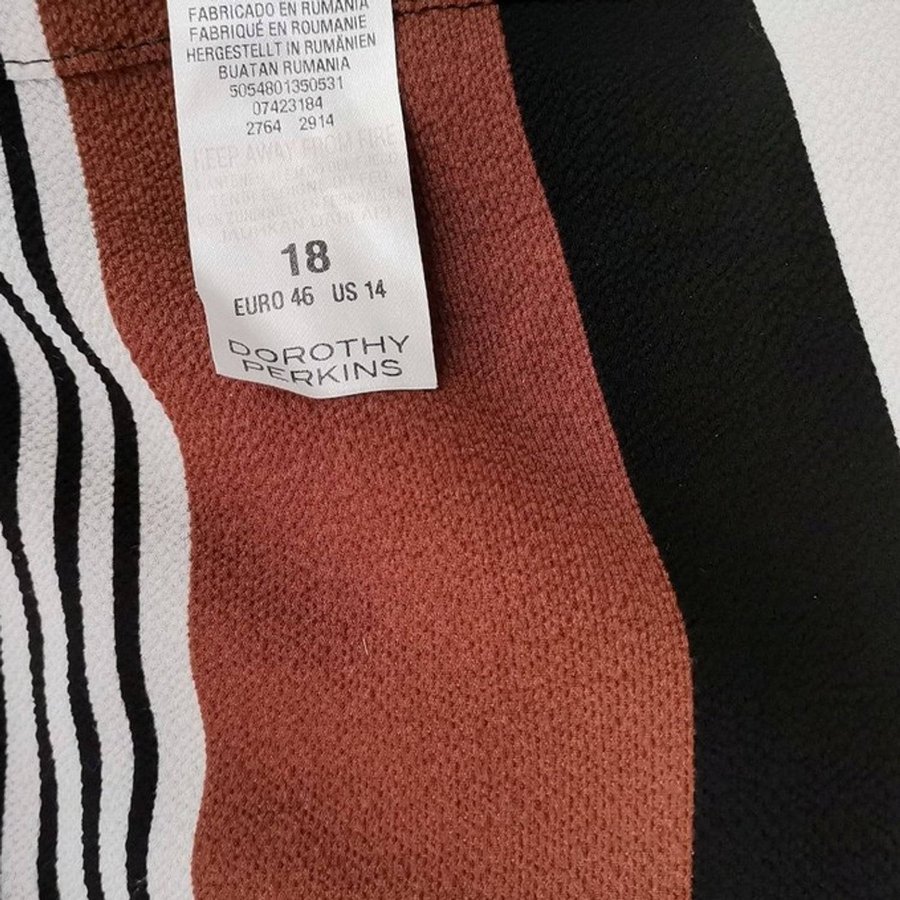 FABRICADO EN RUMANIA
FABRIQUÉ EN ROUMANIE
HERGESTELLT IN RUMÄNIEN
BUATAN RUMANIA
5054801350531
07423184
2764 2914
KEEP AWAY FROM FIRE
18
EURO 46 US 14
DOROTHY
PERKINS